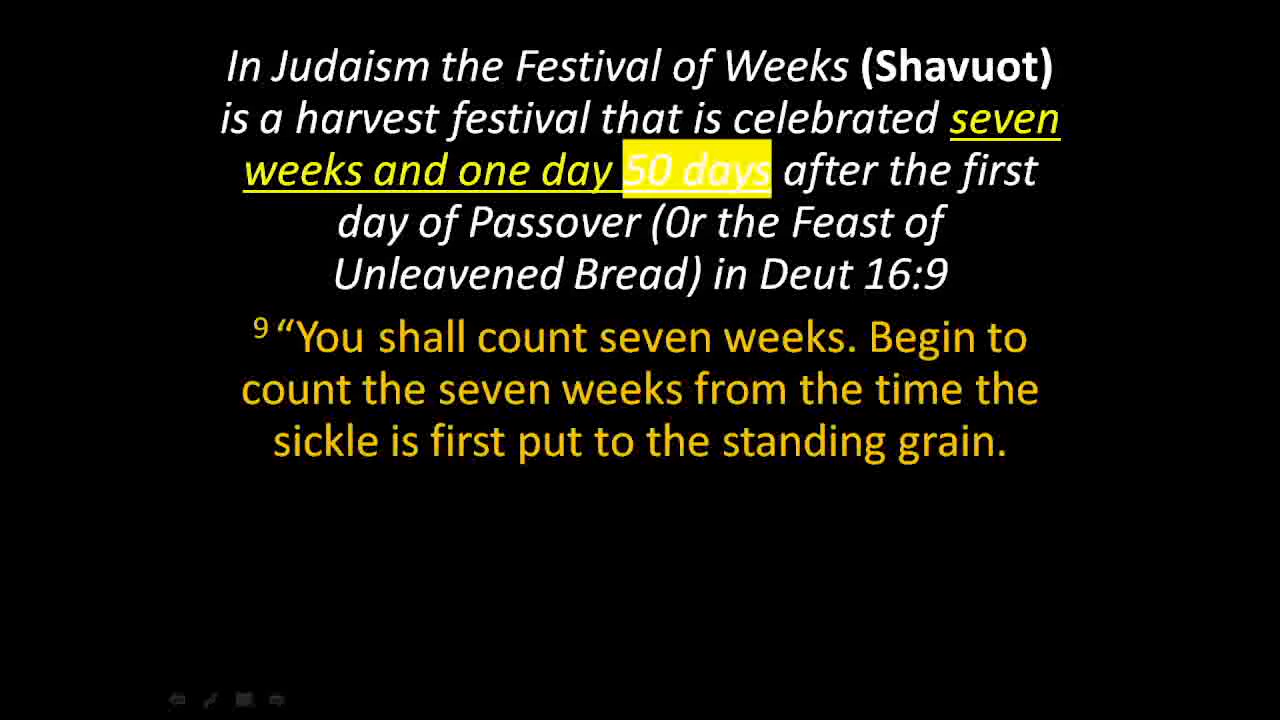 In Judaism the Festival of Weeks (Shavuot)
is a harvest festival that is celebrated seven
weeks and one day 50 days after the first
day of Passover (0r the Feast of
Unleavened Bread) in Deut 16:9
9 “You shall count seven weeks. Begin to
count the seven weeks from the time the
sickle is first put to the standing grain.